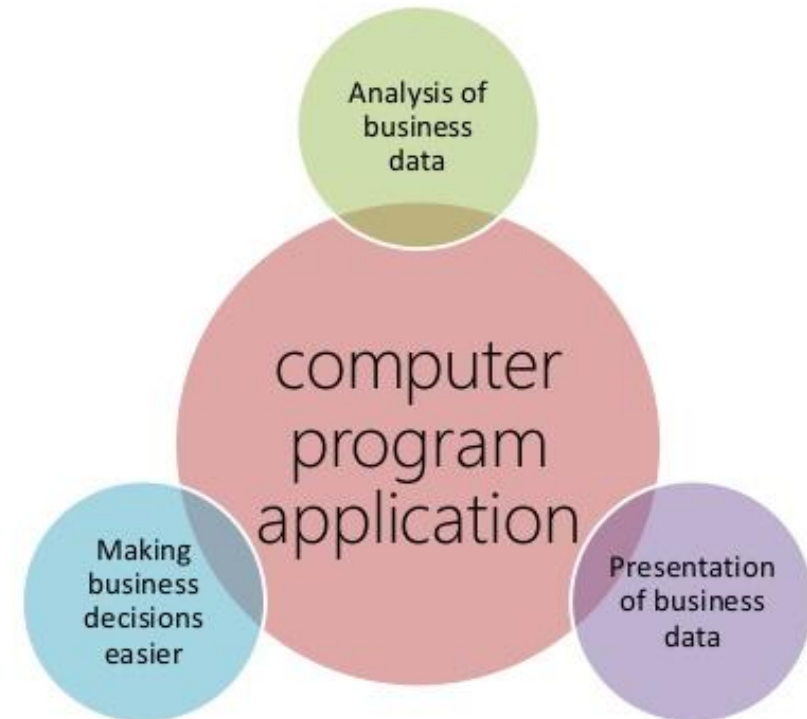 Analysis of
business
data
computer
program
application
Making
business
decisions
easier
Presentation
of business
data